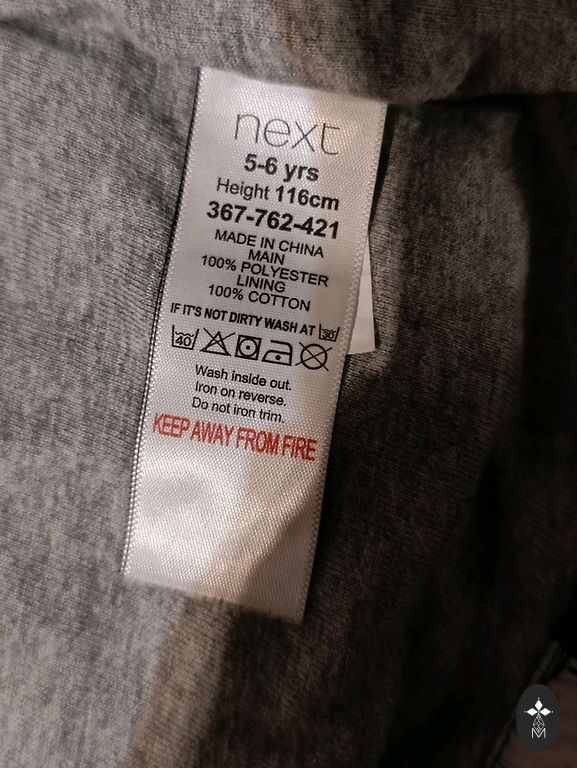 next
5-6 yrs
Height 116cm
367-762-421
MADE IN CHINA
MAIN
100% POLYESTER
LINING
100% COTTON
IF IT'S NOT DIRTY WASH AT 30
40
Wash inside out.
Iron on reverse.
Do not iron trim.
KEEP AWAY FROM FIRE
M